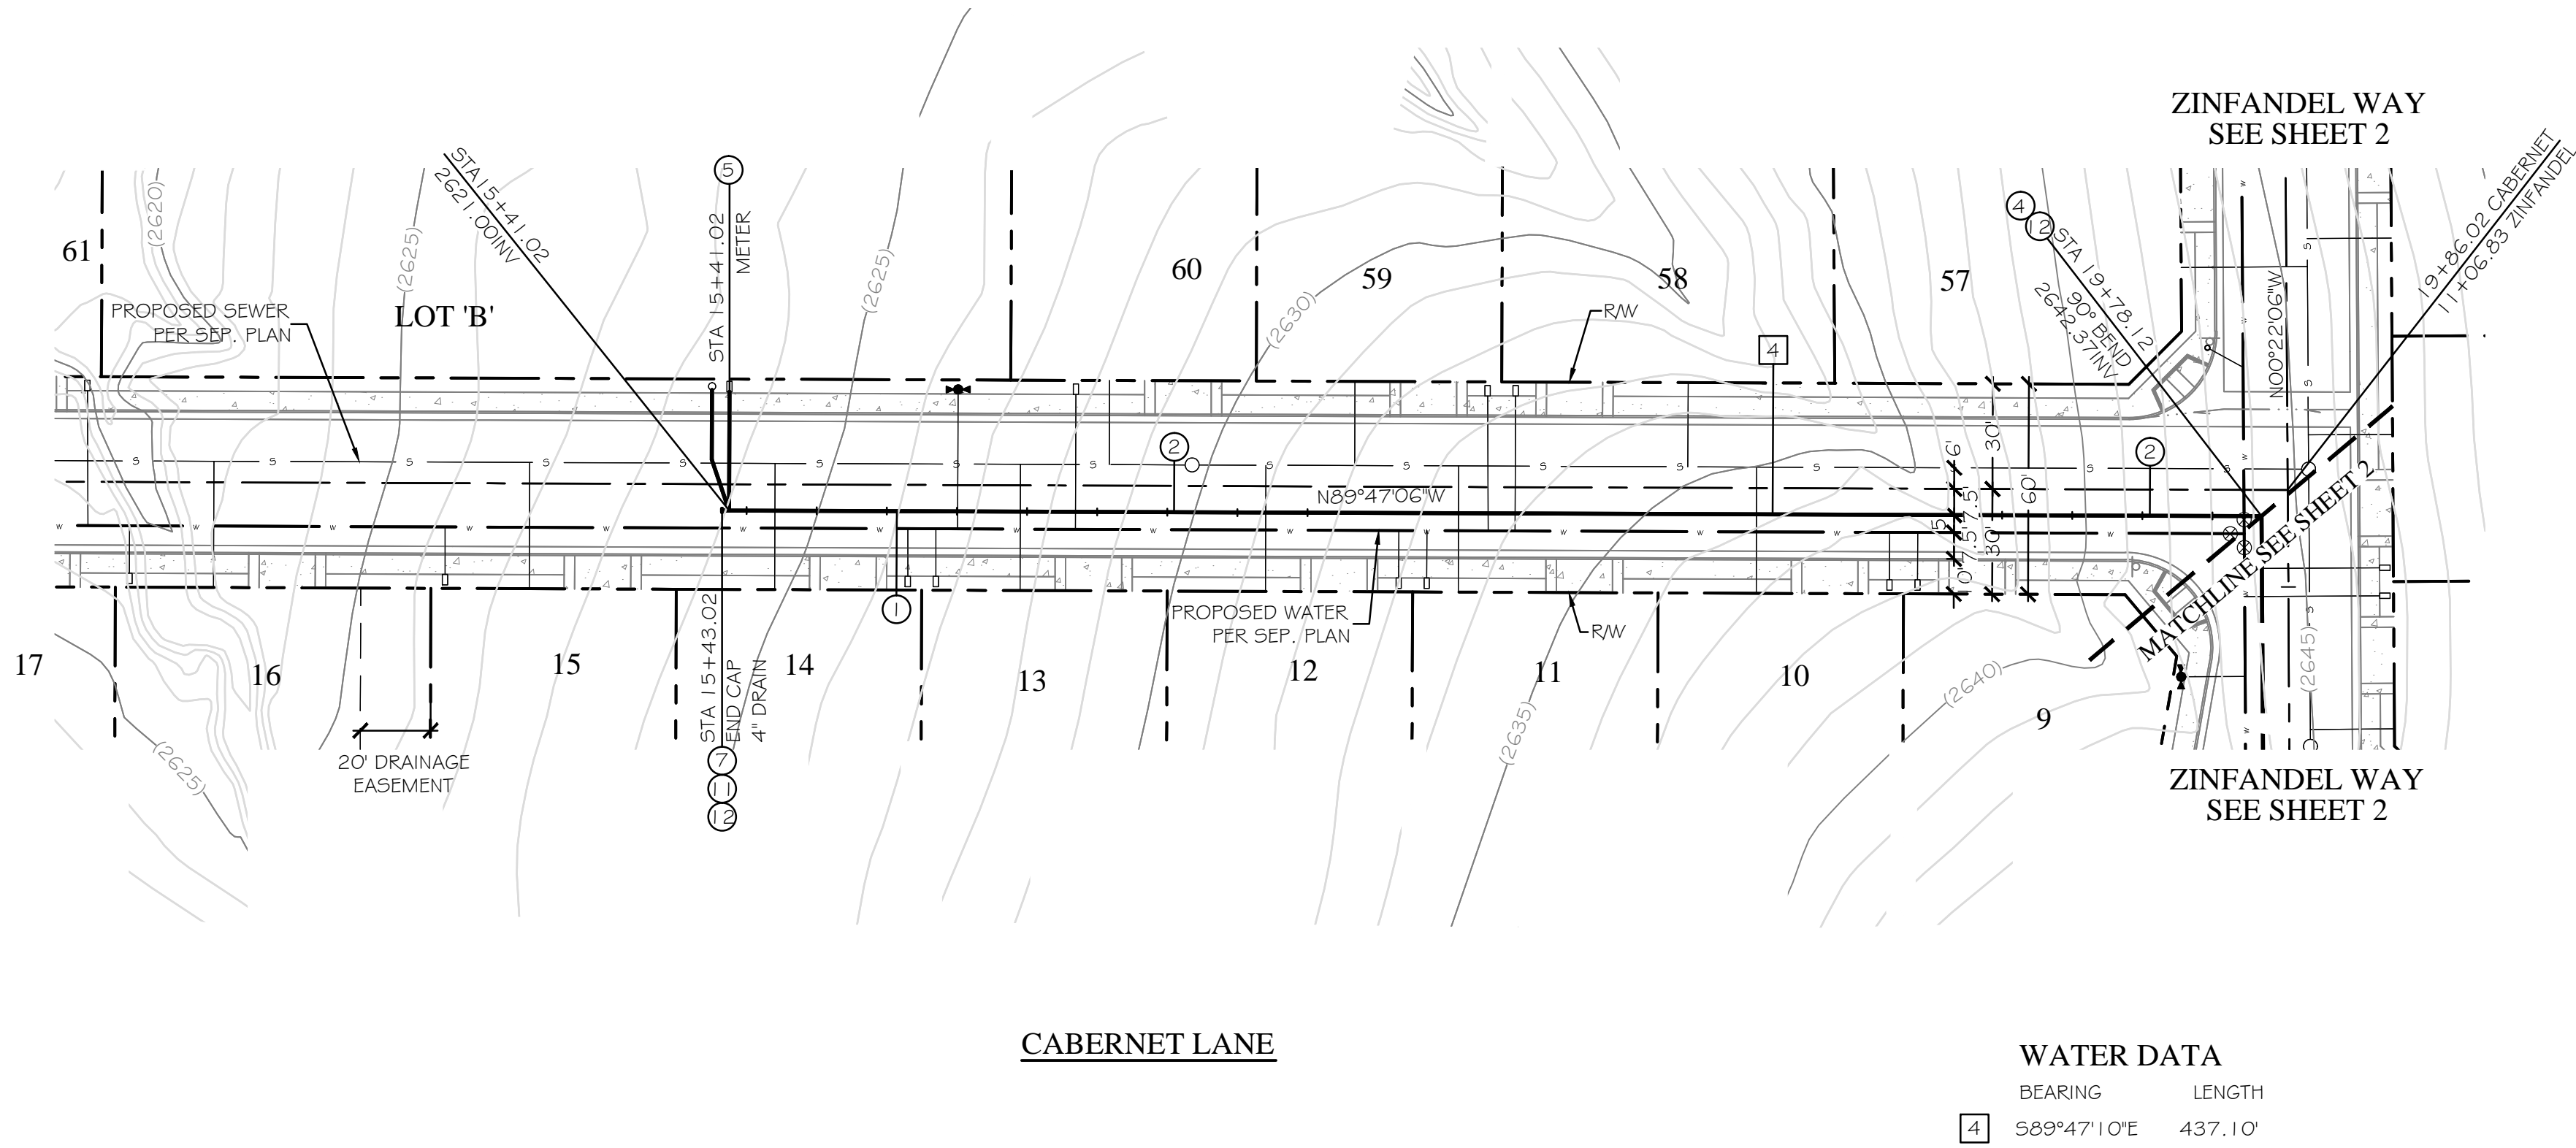 ZINFANDEL WAY
SEE SHEET 2
19+86.02 CABERNET
11+06.83 ZINFANDEL
STA15+41.02
2621.00INV
5
STA 15+41.02
METER
4
12
STA 19+78.12
90° BEND
2642.37INV
N00°22'06"W
(2620)
(2625)
(2625)
(2630)
61
LOT 'B'
60
59
58
57
PROPOSED SEWER
PER SEP. PLAN
R/W
4
2
2
N89°47'06"W
6'
30'
7.5'
60'
5'
7.5'
30'
10'
S S S S S S S S S S S S S S S S
W W W W W W W W W W W W W W W W
MATCHLINE SEE SHEET 2
1
PROPOSED WATER
PER SEP. PLAN
R/W
17
16
15
14
13
12
11
10
9
STA 15+43.02
END CAP
4" DRAIN
7
11
12
20' DRAINAGE
EASEMENT
(2625)
(2635)
(2640)
(2645)
ZINFANDEL WAY
SEE SHEET 2
CABERNET LANE
WATER DATA
BEARING LENGTH
4 S89°47'10"E 437.10'